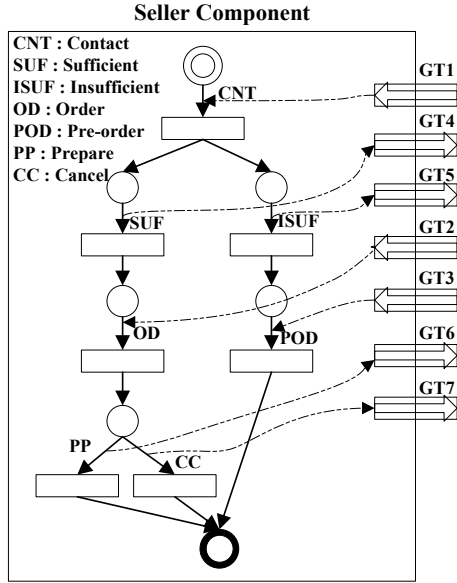 Seller Component
CNT : Contact
SUF : Sufficient
ISUF : Insufficient
OD : Order
POD : Pre-order
PP : Prepare
CC : Cancel
CNT
GT1
GT4
GT5
SUF
ISUF
GT2
GT3
OD
POD
GT6
GT7
PP
CC